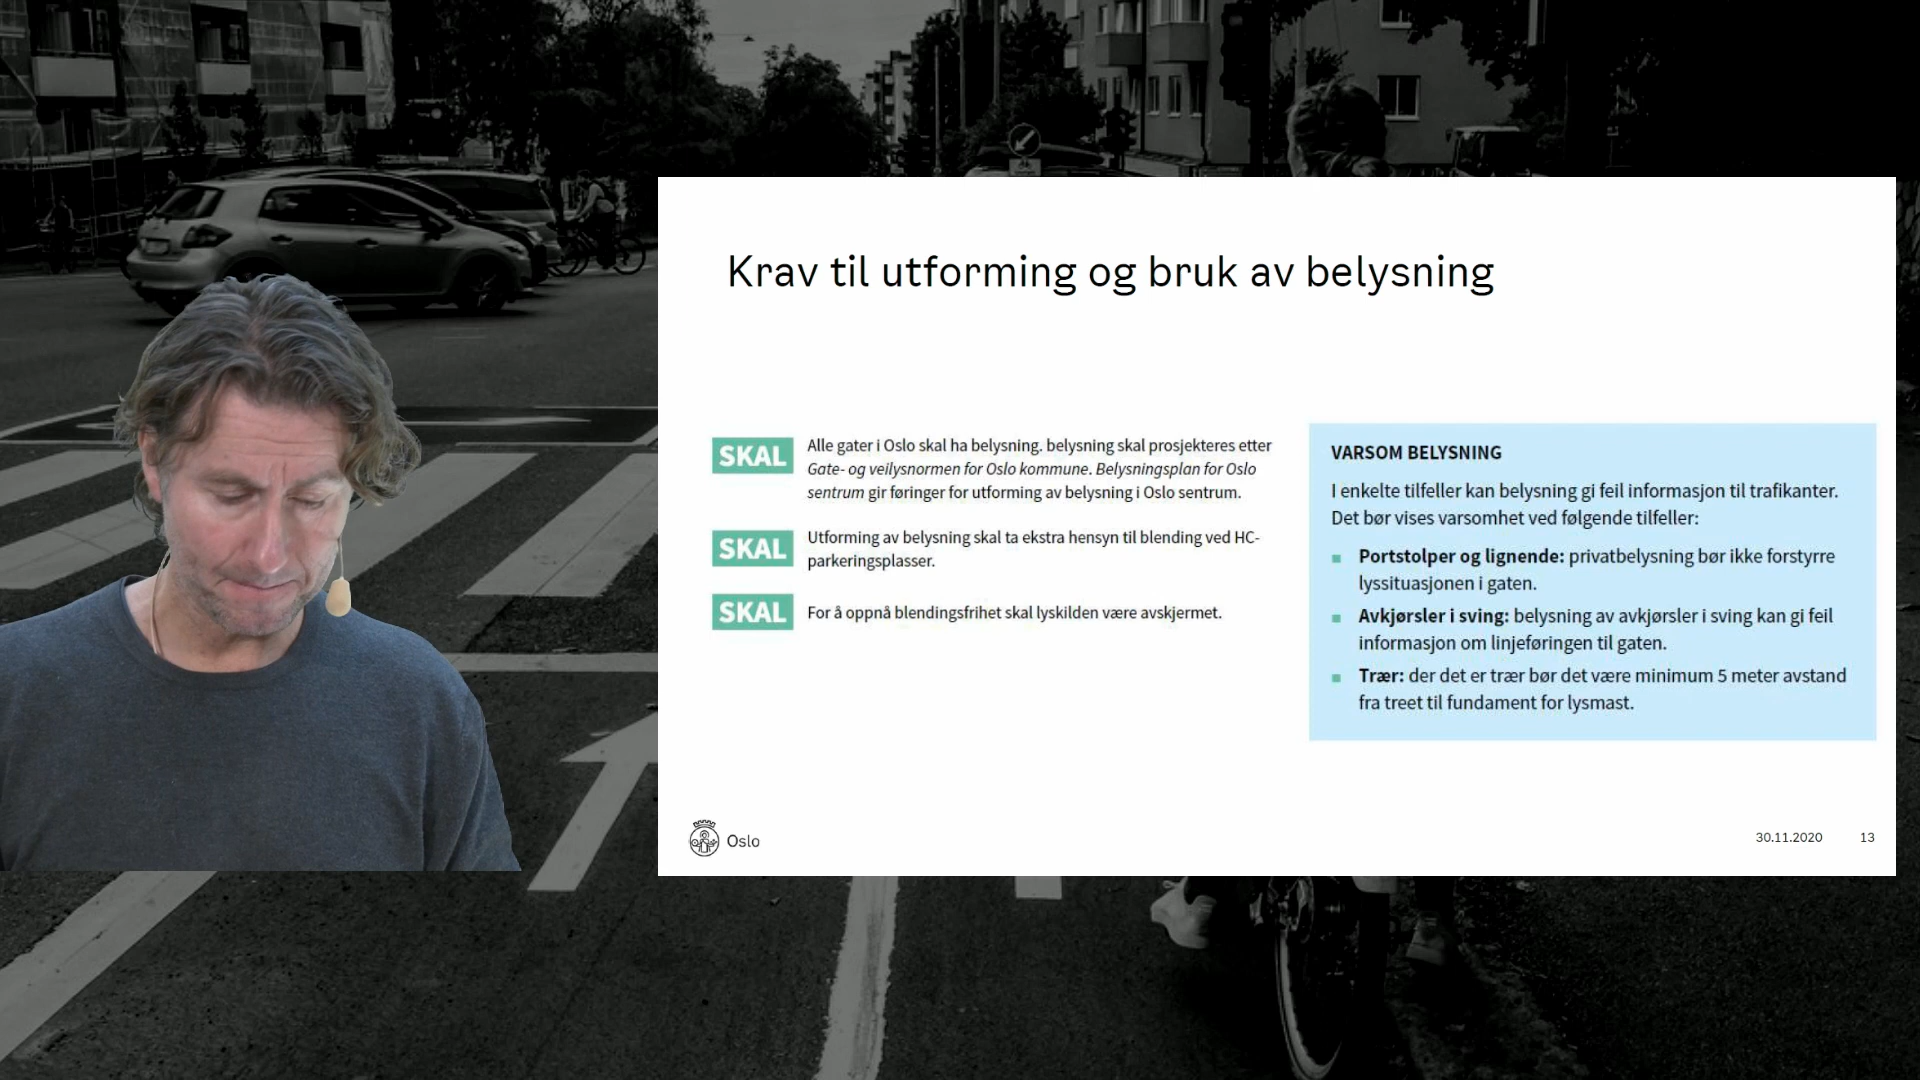 Krav til utforming og bruk av belysning
SKAL
Alle gater i Oslo skal ha belysning. belysning skal prosjekteres etter
Gate- og veilysnormen for Oslo kommune. Belysningsplan for Oslo
sentrum gir føringer for utforming av belysning i Oslo sentrum.
SKAL
Utforming av belysning skal ta ekstra hensyn til blending ved HC-
parkeringsplasser.
SKAL
For å oppnå blendingsfrihet skal lyskilden være avskjermet.
VARSOM BELYSNING
I enkelte tilfeller kan belysning gi feil informasjon til trafikanter.
Det bør vises varsomhet ved følgende tilfeller:
Portstolper og lignende: privatbelysning bør ikke forstyrre
lyssituasjonen i gaten.
Avkjørsler i sving: belysning av avkjørsler i sving kan gi feil
informasjon om linjeføringen til gaten.
Trær: der det er trær bør det være minimum 5 meter avstand
fra treet til fundament for lysmast.
Oslo
30.11.2020
13